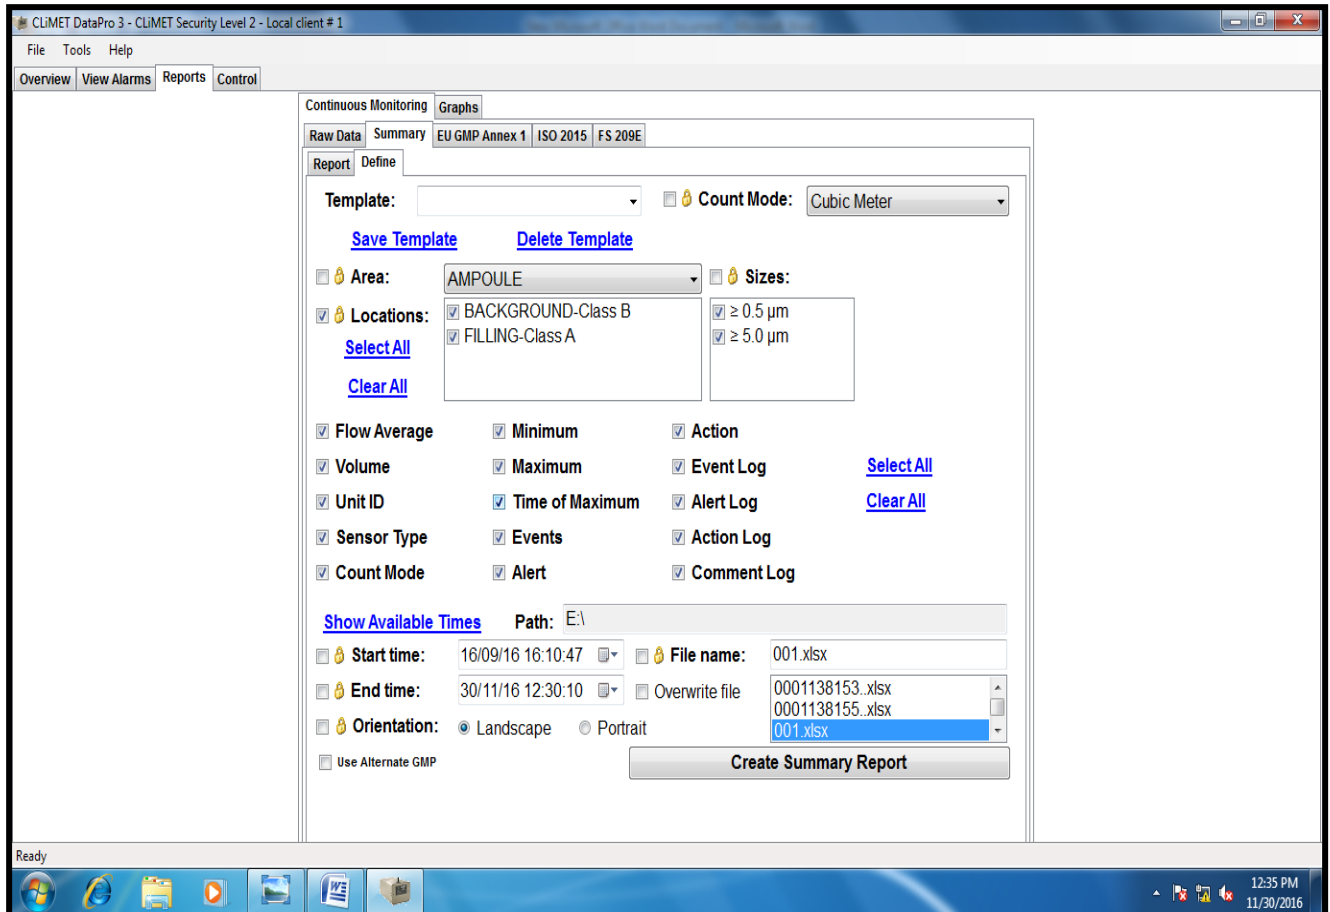 CLiMET DataPro 3 - CLiMET Security Level 2 - Local client # 1
File Tools Help
Overview View Alarms Reports Control
Continuous Monitoring Graphs
Raw Data Summary EU GMP Annex 1 ISO 2015 FS 209E
Report Define
Template: Count Mode: Cubic Meter
Save Template Delete Template
Area: AMPOULE Sizes:
Locations: BACKGROUND-Class B ≥ 0.5 µm
FILLING-Class A ≥ 5.0 µm
Select All
Clear All
Flow Average Minimum Action
Volume Maximum Event Log Select All
Unit ID Time of Maximum Alert Log Clear All
Sensor Type Events Action Log
Count Mode Alert Comment Log
Show Available Times Path: E:\
Start time: 16/09/16 16:10:47 File name: 001.xlsx
End time: 30/11/16 12:30:10 Overwrite file 0001138153..xlsx
0001138155..xlsx
Orientation: Landscape Portrait 001.xlsx
Use Alternate GMP Create Summary Report
Ready
12:35 PM
11/30/2016